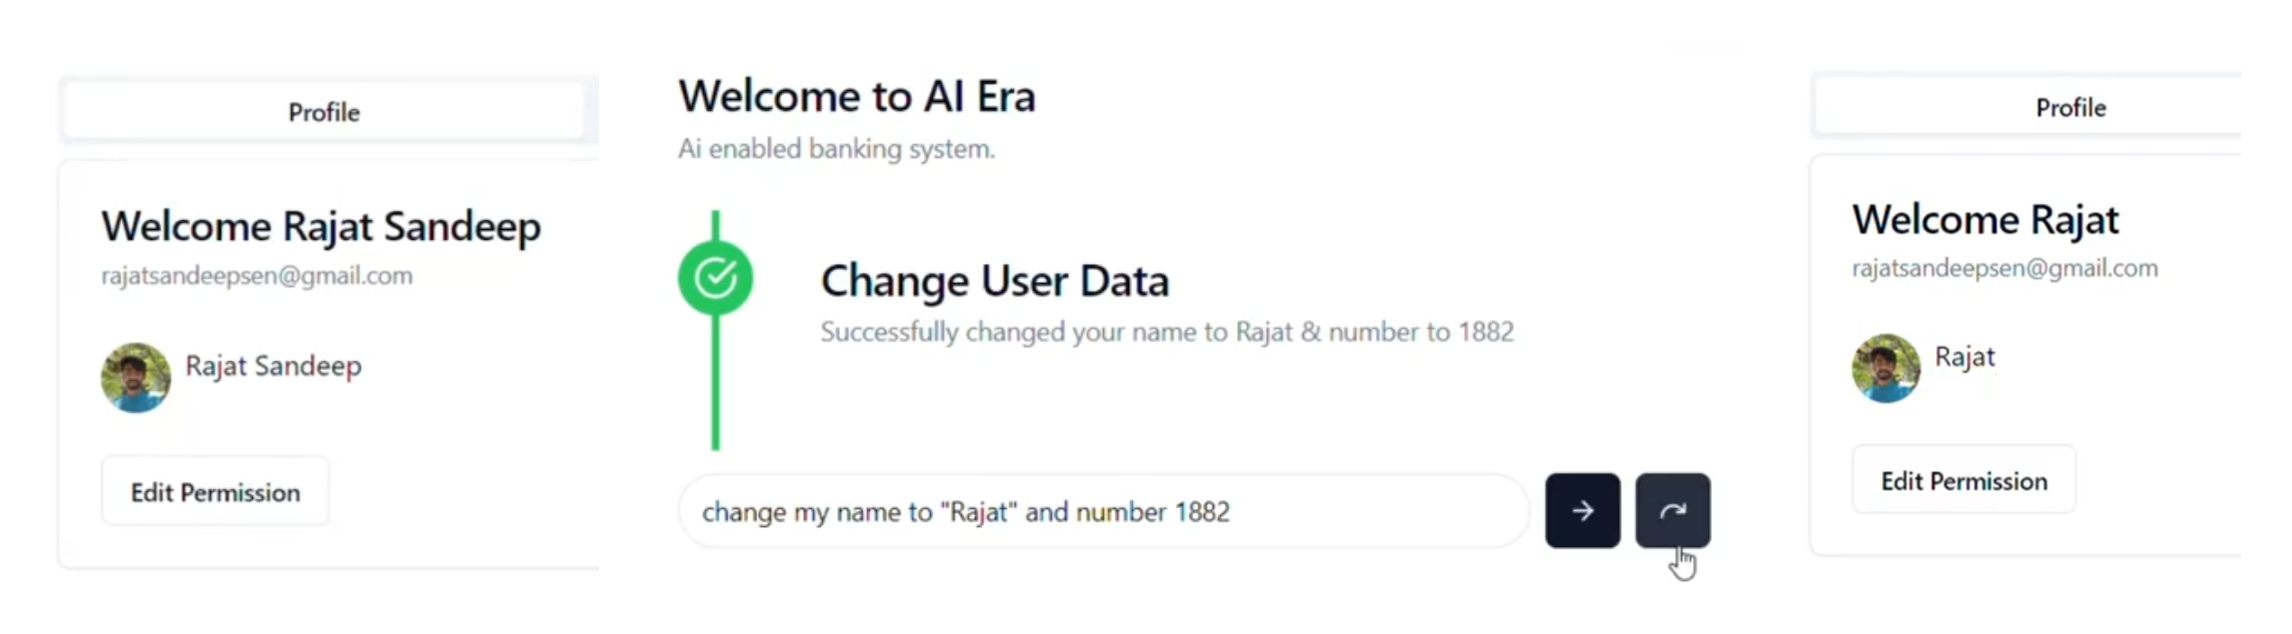 Profile
Welcome Rajat Sandeep
rajatsandeepsen@gmail.com
Rajat Sandeep
Edit Permission
Welcome to AI Era
Ai enabled banking system.
Change User Data
Successfully changed your name to Rajat & number to 1882
change my name to "Rajat" and number 1882
Profile
Welcome Rajat
rajatsandeepsen@gmail.com
Rajat
Edit Permission